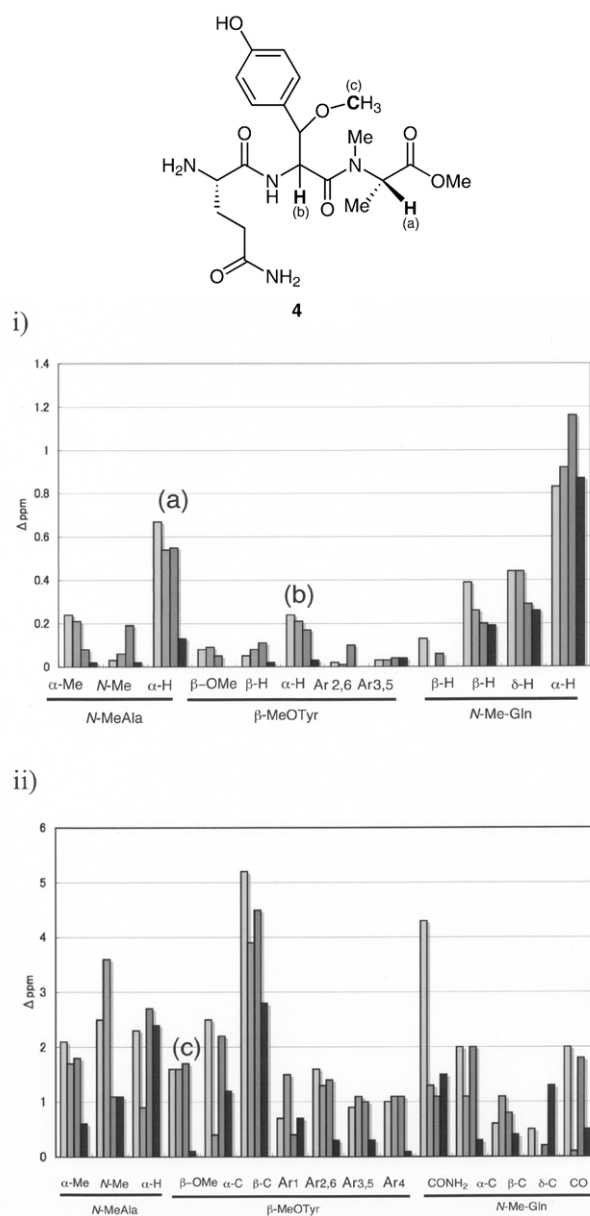 HO
(c)
O CH3
O Me O
H2N N OMe
N H O Me H
H (b) (a)
O NH2
4
i)
1.4
1.2
1
0.8
0.6
0.4
0.2
0
Δ ppm
(a)
(b)
α-Me N-Me α-H β-OMe β-H α-H Ar 2,6 Ar3,5 β-H β-H δ-H α-H
N-MeAla β-MeOTyr N-Me-Gln
ii)
6
5
4
3
2
1
0
Δ ppm
(c)
α-Me N-Me α-H β-OMe α-C β-C Ar1 Ar2,6 Ar3,5 Ar4 CONH2 α-C β-C δ-C CO
N-MeAla β-MeOTyr N-Me-Gln